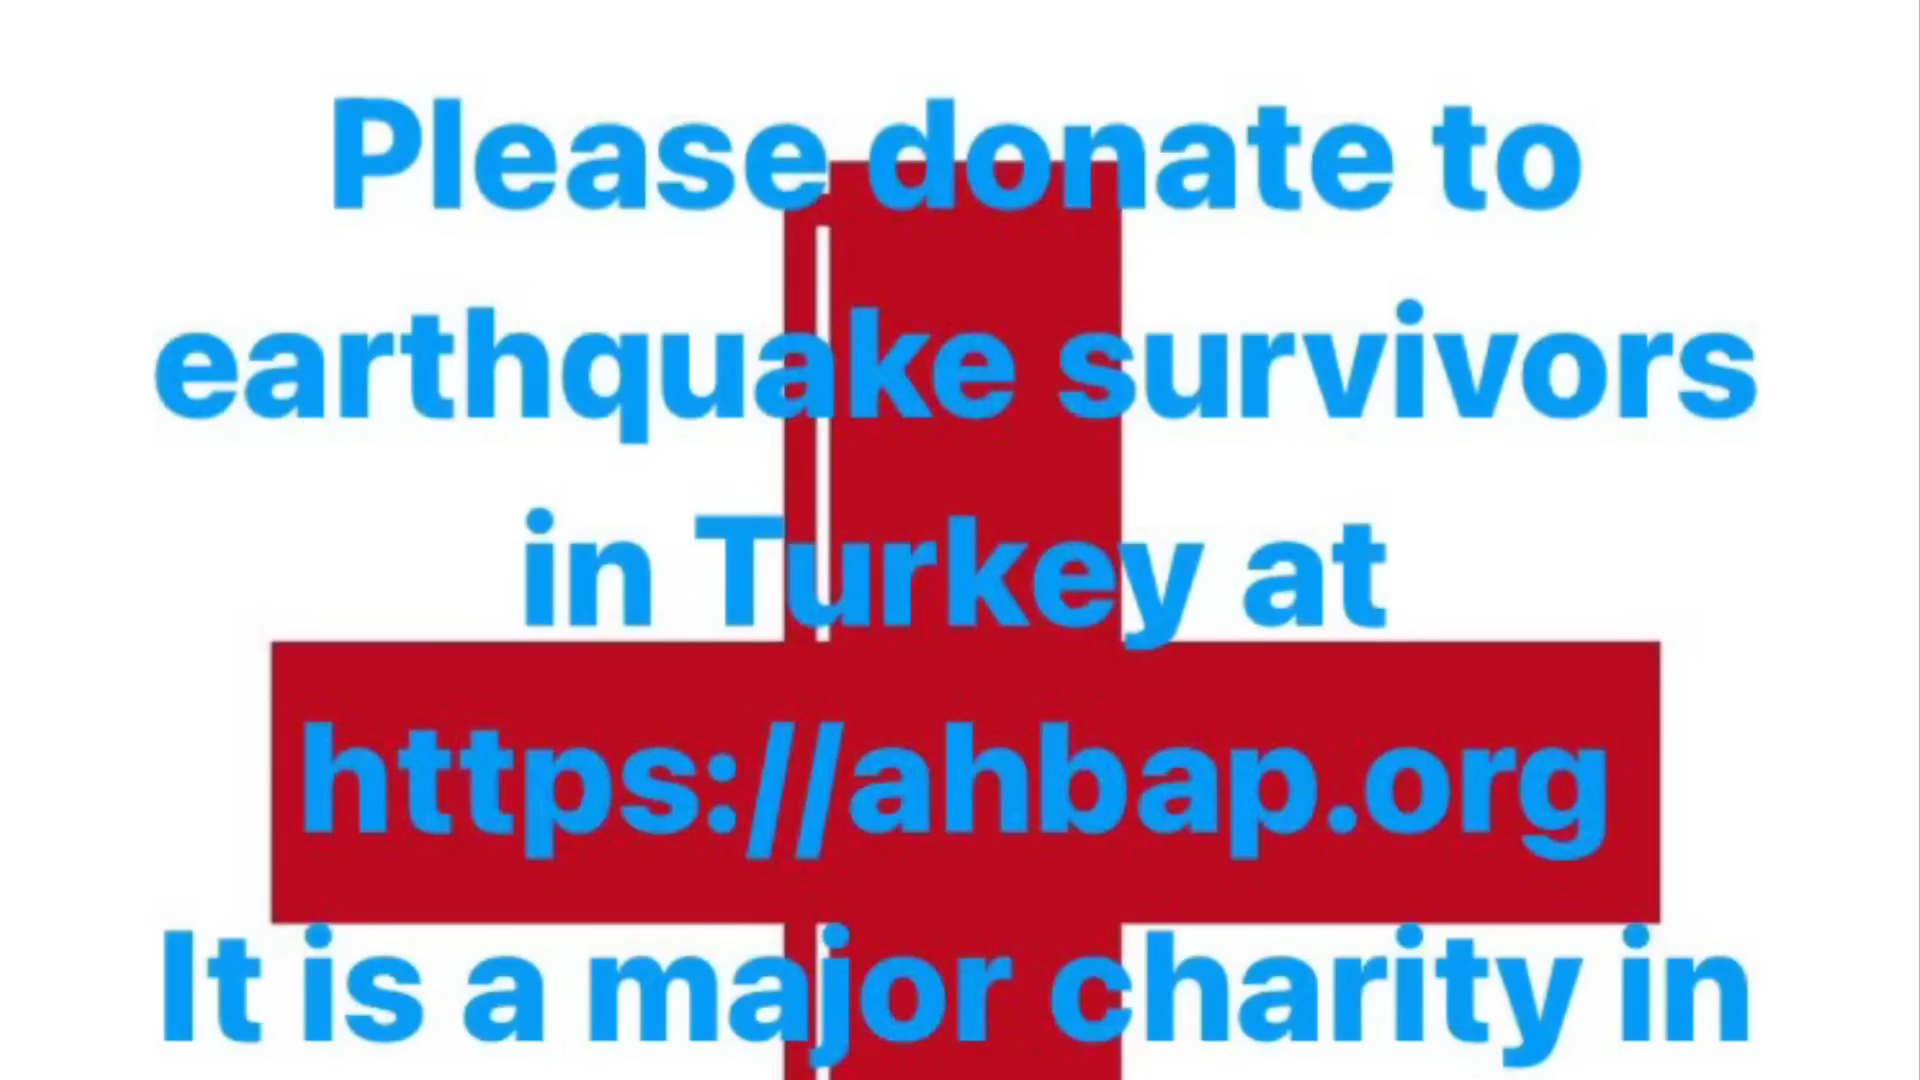 Please donate to
earthquake survivors
in Turkey at
https://ahbap.org
It is a major charity in